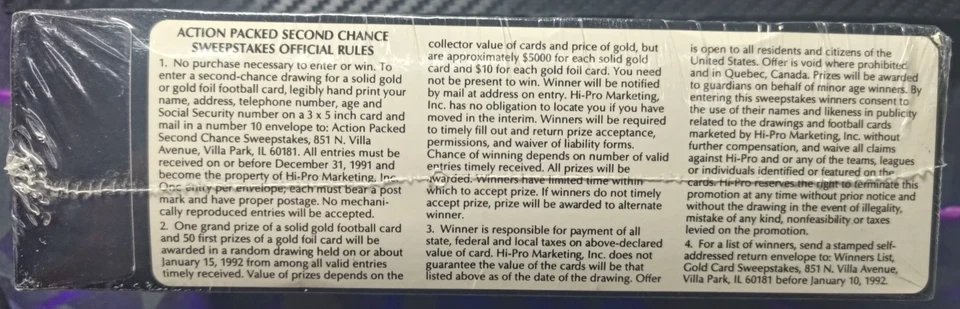 ACTION PACKED SECOND CHANCE
SWEEPSTAKES OFFICIAL RULES
1. No purchase necessary to enter or win. To
enter a second-chance drawing for a solid gold
or gold foil football card, legibly hand print your
name, address, telephone number, age and
Social Security number on a 3 x 5 inch card and
mail in a number 10 envelope to: Action Packed
Second Chance Sweepstakes, 851 N. Villa
Avenue, Villa Park, IL 60181. All entries must be
received on or before December 31, 1991 and
become the property of Hi-Pro Marketing, Inc.
One entry per envelope; each must bear a post
mark and have proper postage. No mechani-
cally reproduced entries will be accepted.
2. One grand prize of a solid gold football card
and 50 first prizes of a gold foil card will be
awarded in a random drawing held on or about
January 15, 1992 from among all valid entries
timely received. Value of prizes depends on the
collector value of cards and price of gold, but
are approximately $5000 for each solid gold
card and $10 for each gold foil card. You need
not be present to win. Winner will be notified
by mail at address on entry. Hi-Pro Marketing,
Inc. has no obligation to locate you if you have
moved in the interim. Winners will be required
to timely fill out and return prize acceptance,
permissions, and waiver of liability forms.
Chance of winning depends on number of valid
entries timely received. All prizes will be
awarded. Winners have limited time within
which to accept prize. If winners do not timely
accept prize, prize will be awarded to alternate
winner.
3. Winner is responsible for payment of all
state, federal and local taxes on above-declared
value of card. Hi-Pro Marketing, Inc. does not
guarantee the value of the cards will be that
listed above as of the date of the drawing. Offer
is open to all residents and citizens of the
United States. Offer is void where prohibited
and in Quebec, Canada. Prizes will be awarded
to guardians on behalf of minor age winners. By
entering this sweepstakes winners consent to
the use of their names and likeness in publicity
related to the drawings and football cards
marketed by Hi-Pro Marketing, Inc. without
further compensation, and waive all claims
against Hi-Pro and or any of the teams, leagues
or individuals identified or featured on the
cards. Hi-Pro reserves the right to terminate this
promotion at any time without prior notice and
without the drawing in the event of illegality,
mistake of any kind, nonfeasibility or taxes
levied on the promotion.
4. For a list of winners, send a stamped self-
addressed return envelope to: Winners List,
Gold Card Sweepstakes, 851 N. Villa Avenue,
Villa Park, IL 60181 before January 10, 1992.